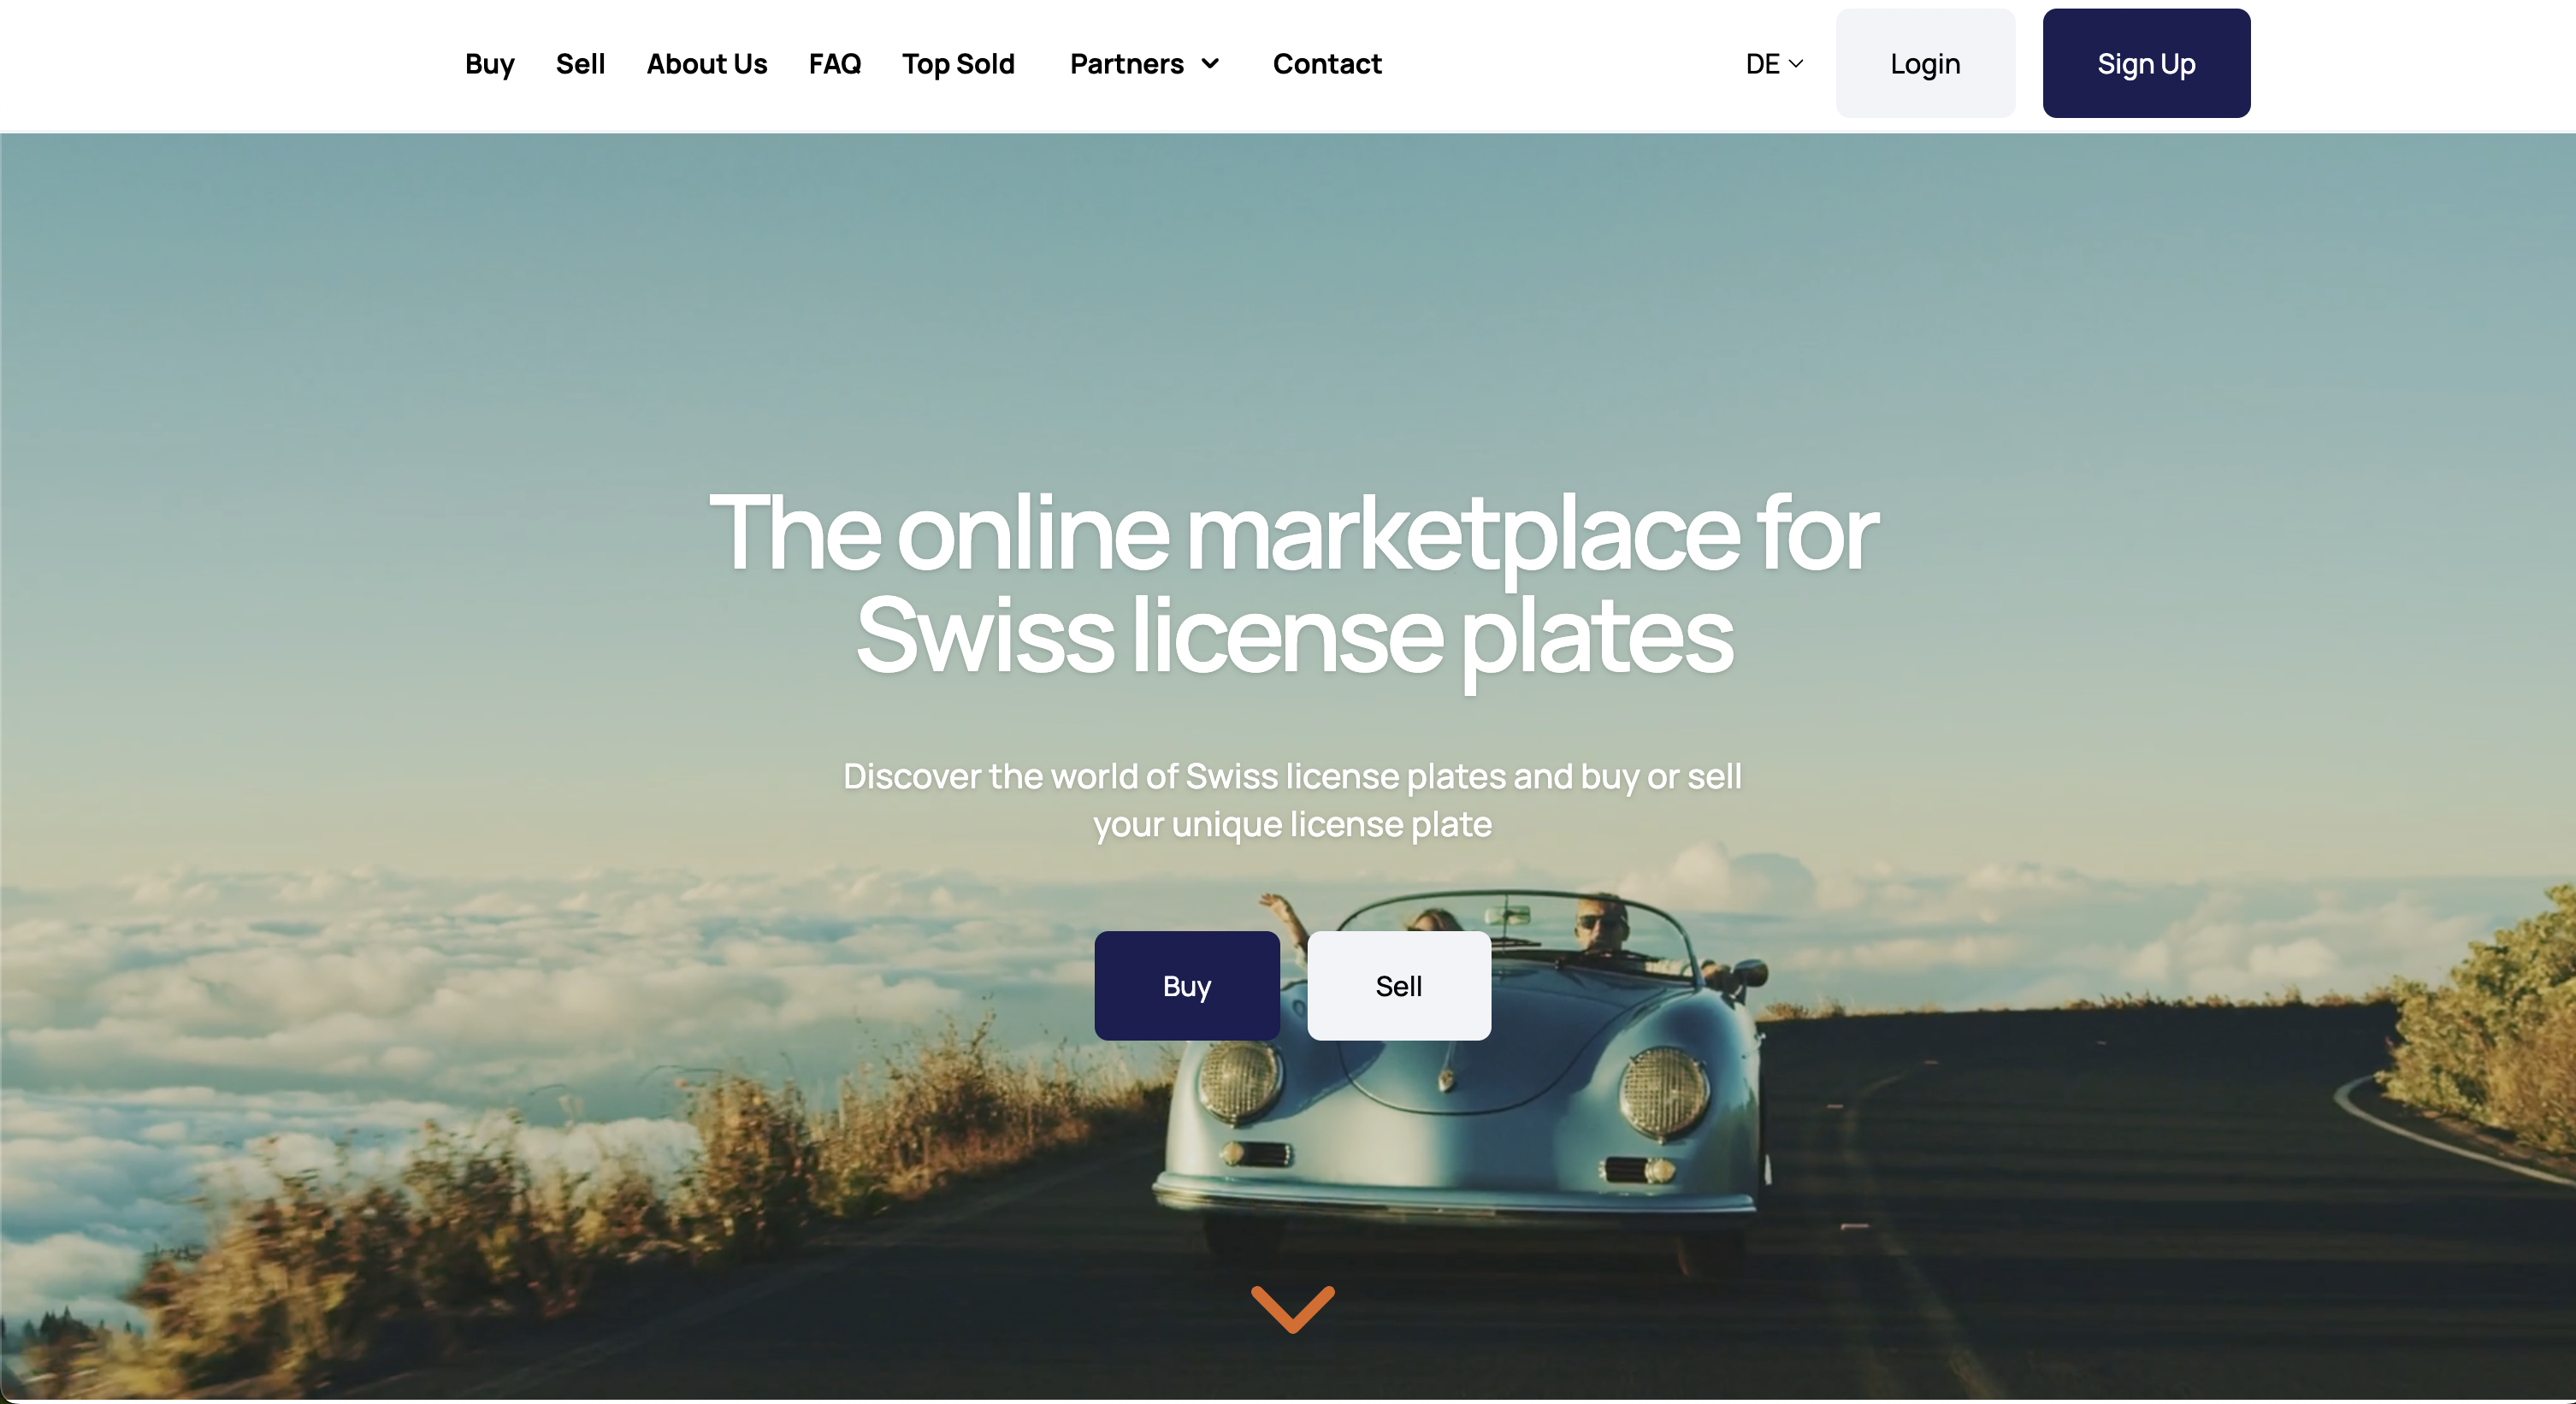 Buy Sell About Us FAQ Top Sold Partners Contact DE Login Sign Up
The online marketplace for
Swiss license plates
Discover the world of Swiss license plates and buy or sell
your unique license plate
Buy Sell